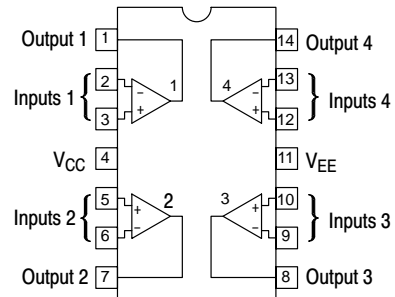 Output 1 1 14 Output 4
Inputs 1 { 2 − 1 4 − 13 } Inputs 4
3 + + 12
VCC 4 11 VEE
Inputs 2 { 5 + 2 3 + 10 } Inputs 3
6 − − 9
Output 2 7 8 Output 3